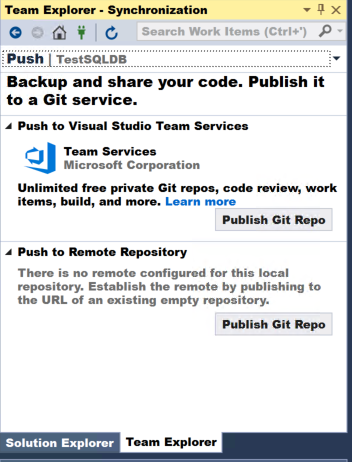 Team Explorer - Synchronization
Search Work Items (Ctrl+')
Push | TestSQLDB
Backup and share your code. Publish it
to a Git service.
Push to Visual Studio Team Services
Team Services
Microsoft Corporation
Unlimited free private Git repos, code review, work
items, build, and more. Learn more
Publish Git Repo
Push to Remote Repository
There is no remote configured for this local
repository. Establish the remote by publishing to
the URL of an existing empty repository.
Publish Git Repo
Solution Explorer Team Explorer